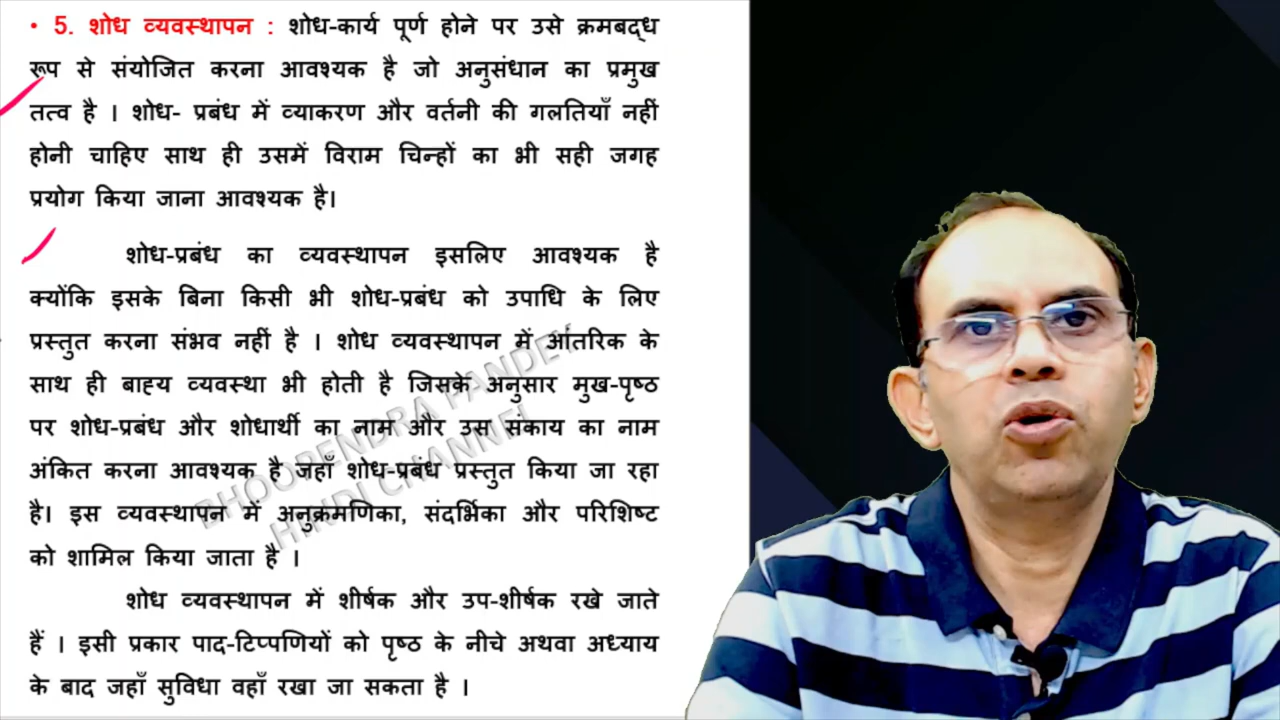 • 5. शोध व्यवस्थापन : शोध-कार्य पूर्ण होने पर उसे क्रमबद्ध
रूप से संयोजित करना आवश्यक है जो अनुसंधान का प्रमुख
तत्व है । शोध- प्रबंध में व्याकरण और वर्तनी की गलतियाँ नहीं
होनी चाहिए साथ ही उसमें विराम चिन्हों का भी सही जगह
प्रयोग किया जाना आवश्यक है।
शोध-प्रबंध का व्यवस्थापन इसलिए आवश्यक है
क्योंकि इसके बिना किसी भी शोध-प्रबंध को उपाधि के लिए
प्रस्तुत करना संभव नहीं है । शोध व्यवस्थापन में आंतरिक के
साथ ही बाह्य व्यवस्था भी होती है जिसके अनुसार मुख-पृष्ठ
पर शोध-प्रबंध और शोधार्थी का नाम और उस संकाय का नाम
अंकित करना आवश्यक है जहाँ शोध-प्रबंध प्रस्तुत किया जा रहा
है। इस व्यवस्थापन में अनुक्रमणिका, संदर्भिका और परिशिष्ट
को शामिल किया जाता है ।
शोध व्यवस्थापन में शीर्षक और उप-शीर्षक रखे जाते
हैं । इसी प्रकार पाद-टिप्पणियों को पृष्ठ के नीचे अथवा अध्याय
के बाद जहाँ सुविधा वहाँ रखा जा सकता है ।
BHOOPENDRA PANDEY
HINDI CHANNEL